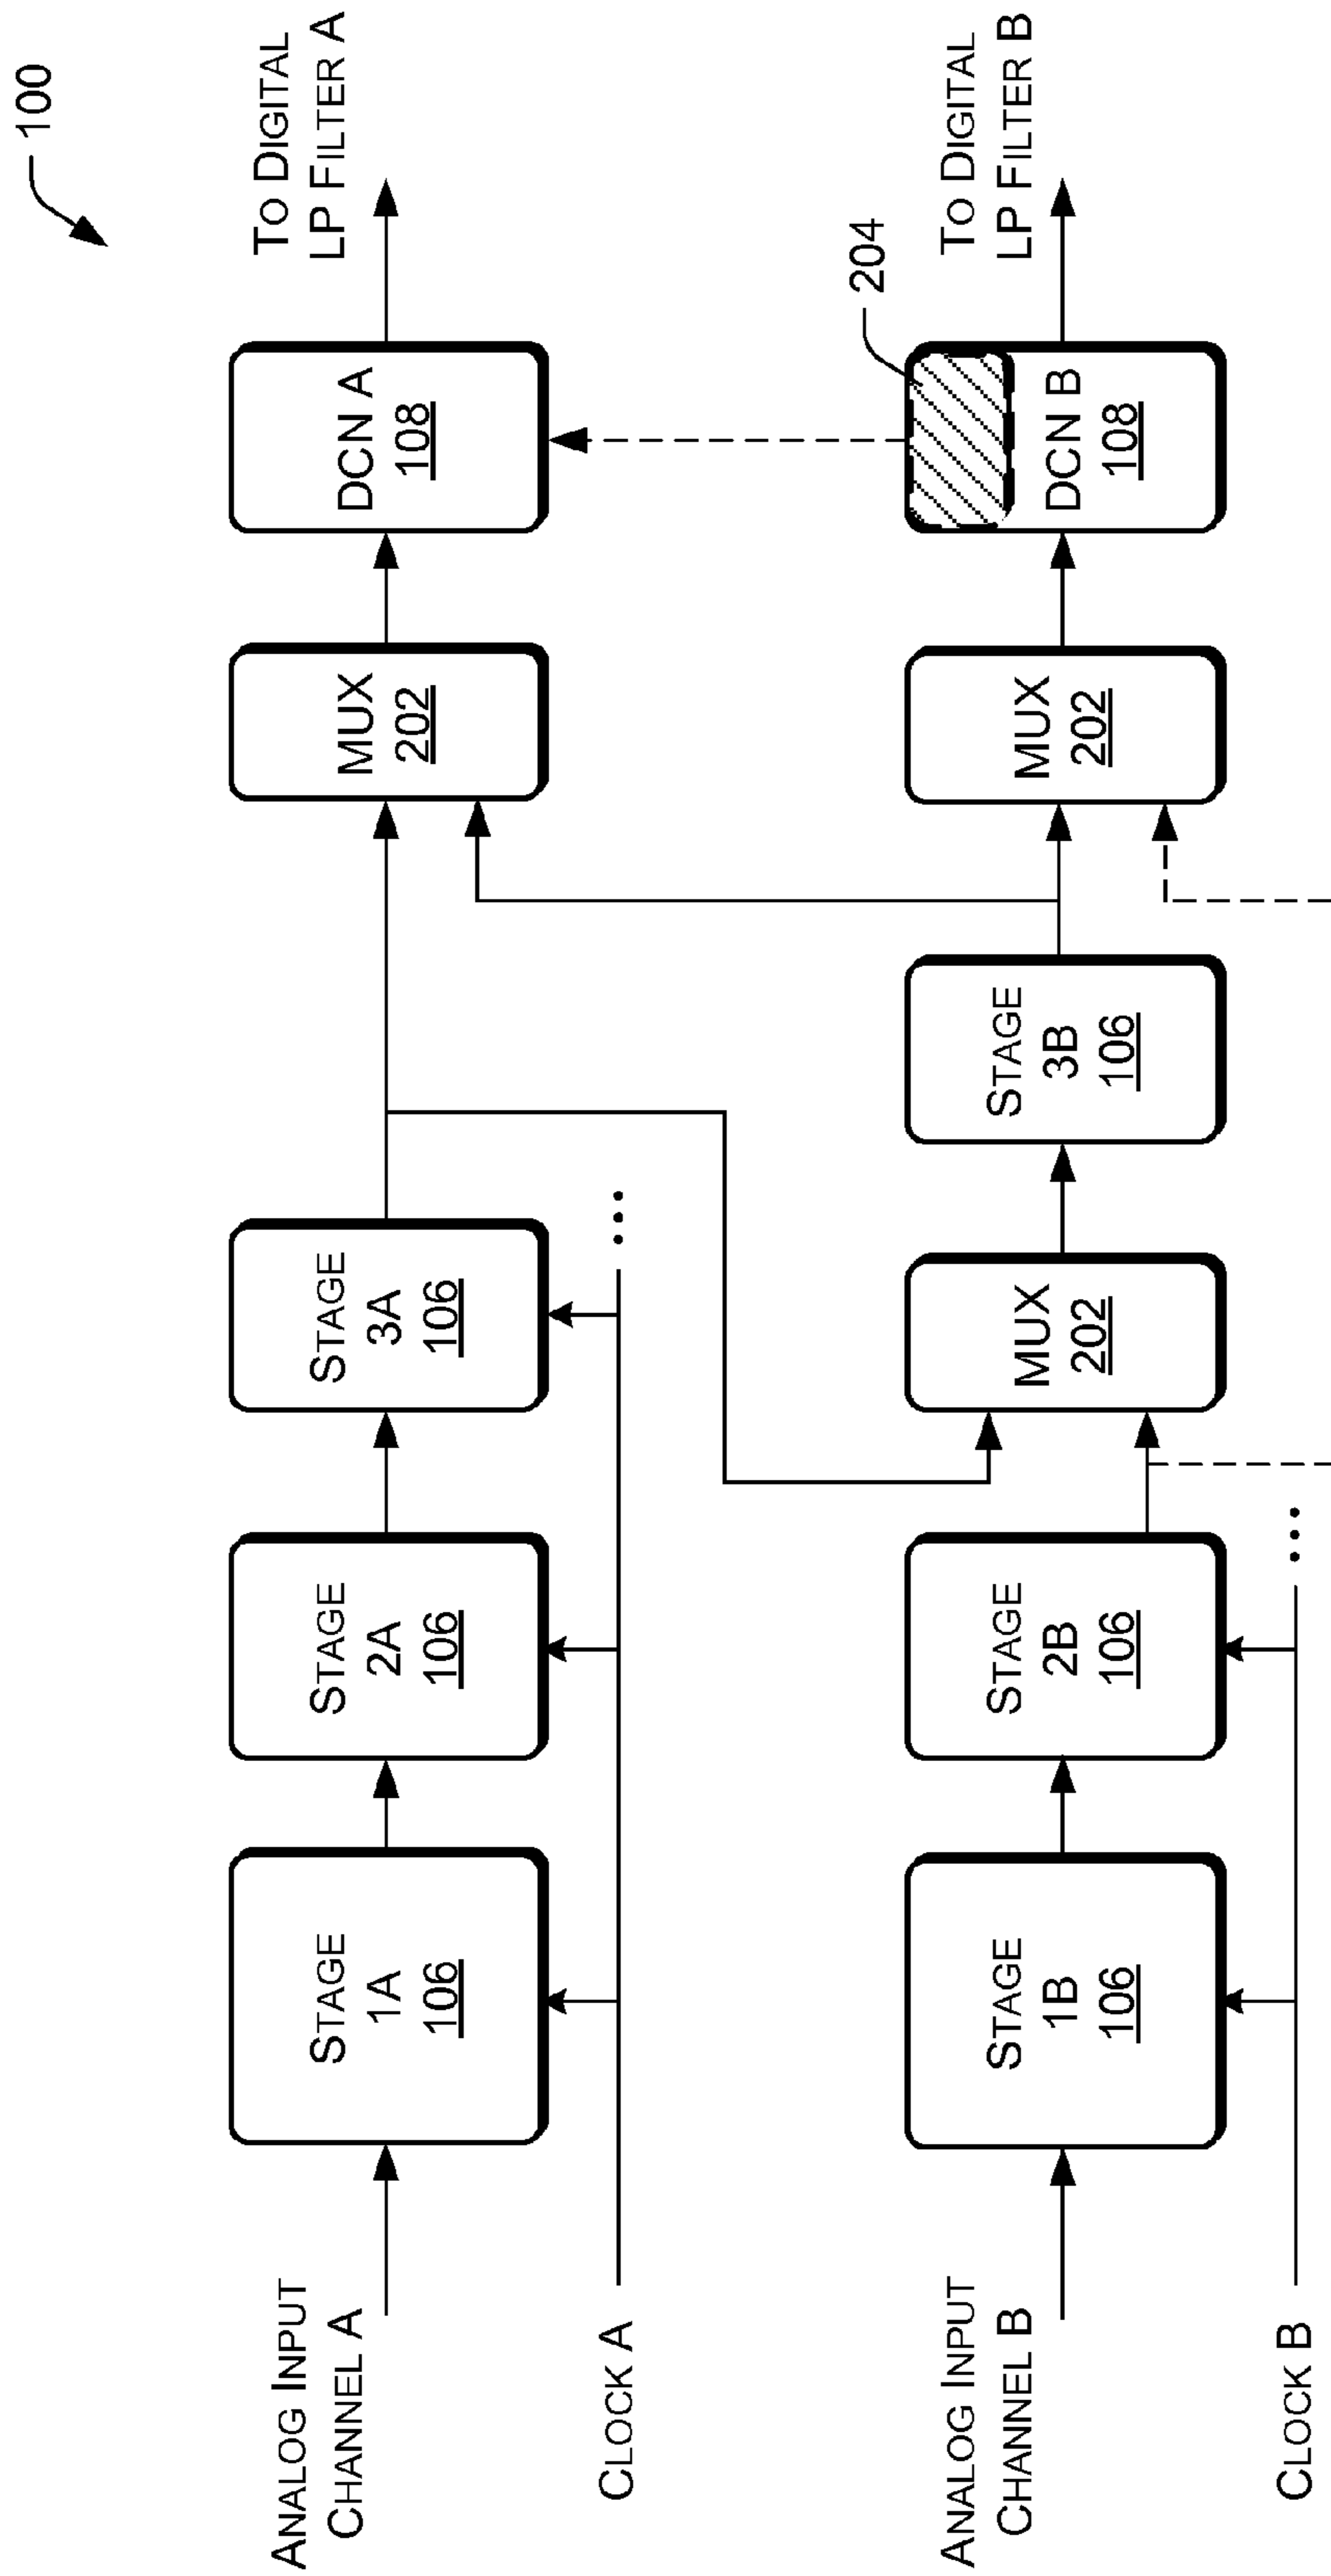 100
ANALOG INPUT
CHANNEL A
STAGE
1A
106
STAGE
2A
106
STAGE
3A
106
MUX
202
DCN A
108
TO DIGITAL
LP FILTER A
CLOCK A
...
204
ANALOG INPUT
CHANNEL B
STAGE
1B
106
STAGE
2B
106
MUX
202
STAGE
3B
106
MUX
202
DCN B
108
TO DIGITAL
LP FILTER B
CLOCK B
...